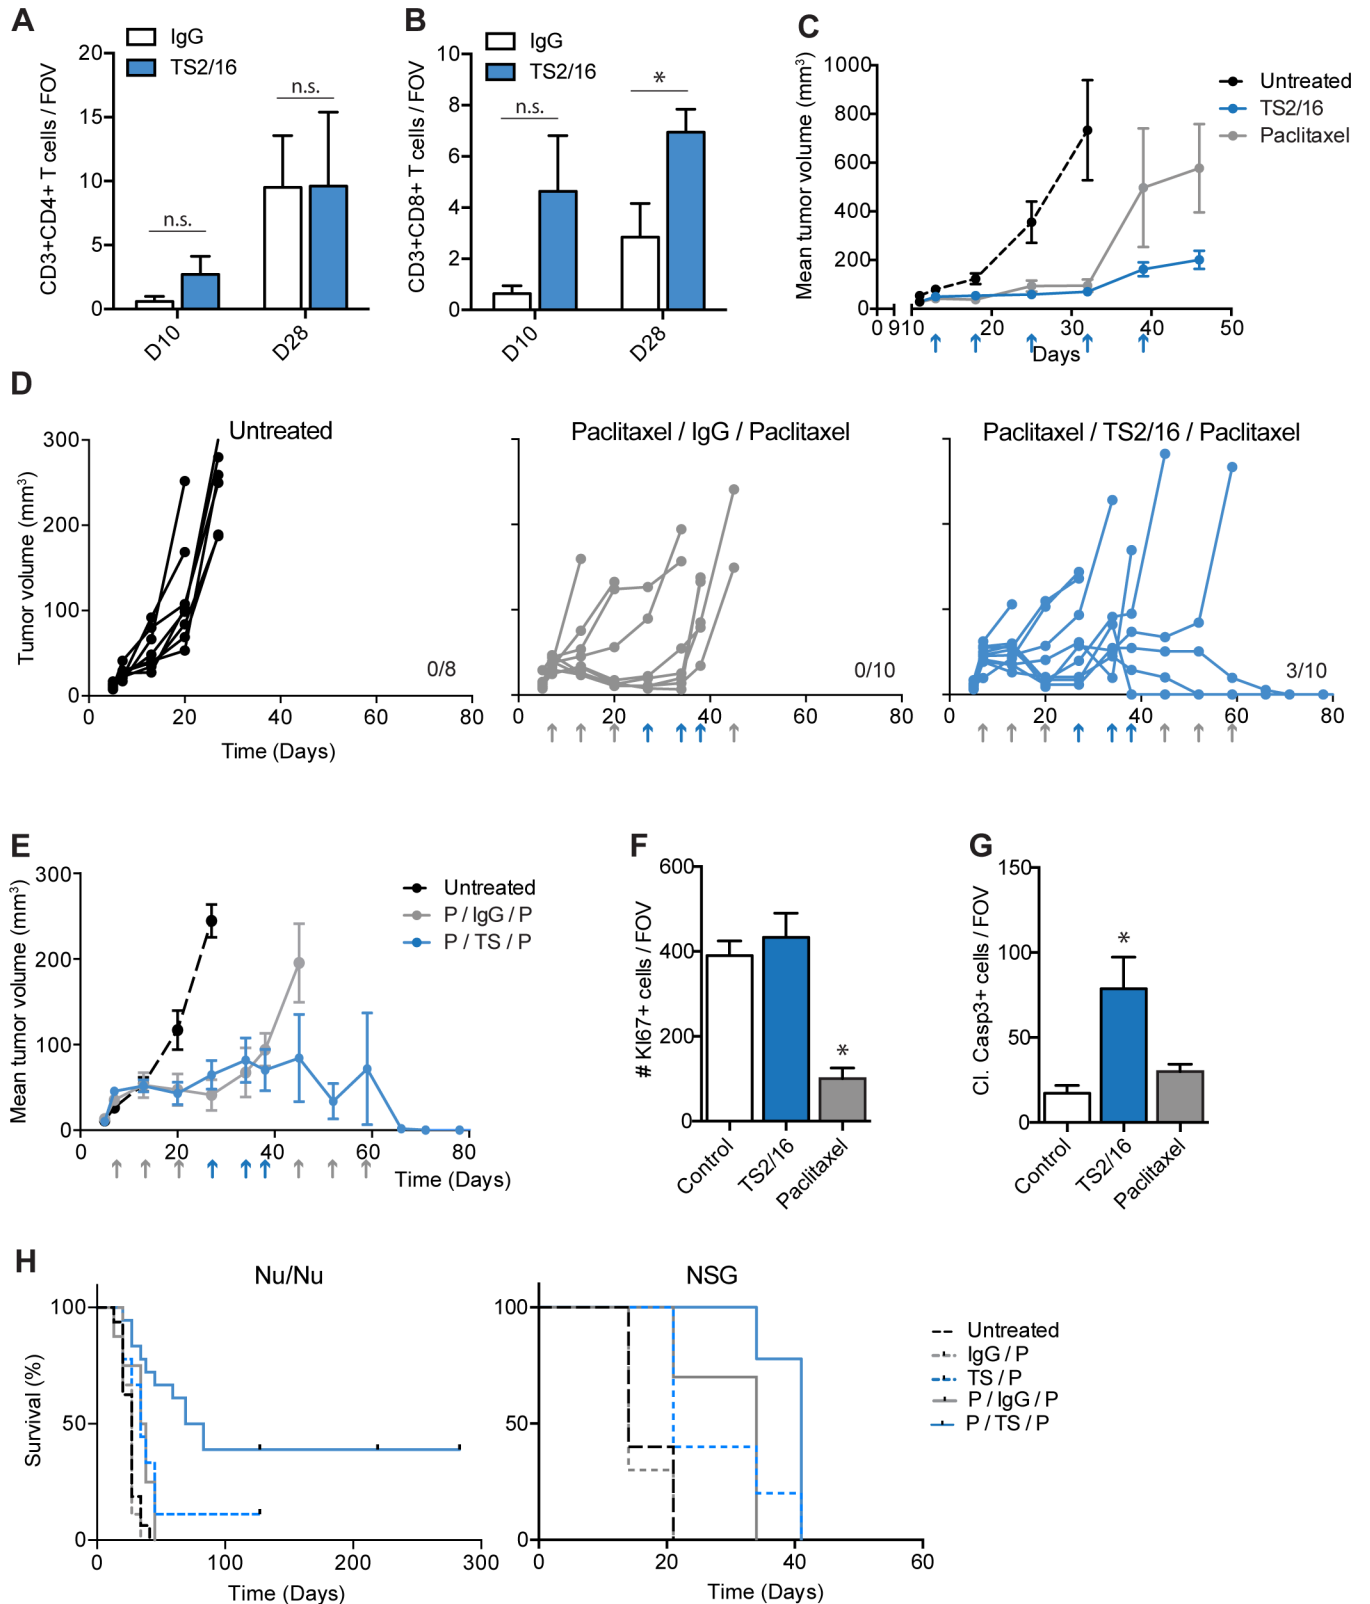 A
IgG
TS2/16
CD3+CD4+ T cells / FOV
20
15
10
5
0
n.s.
n.s.
D10
D28
B
IgG
TS2/16
CD3+CD8+ T cells / FOV
10
8
6
4
2
0
n.s.
*
D10
D28
C
Mean tumor volume (mm³)
1000
800
600
400
200
0
0 9 10 20 30 40 50
Days
Untreated
TS2/16
Paclitaxel
D
Untreated
Tumor volume (mm³)
300
200
100
0
0/8
0 20 40 60 80
Time (Days)
Paclitaxel / IgG / Paclitaxel
0/10
0 20 40 60 80
Paclitaxel / TS2/16 / Paclitaxel
3/10
0 20 40 60 80
E
Mean tumor volume (mm³)
300
200
100
0
0 20 40 60 80
Time (Days)
Untreated
P / IgG / P
P / TS / P
F
# KI67+ cells / FOV
600
400
200
0
*
Control
TS2/16
Paclitaxel
G
Cl. Casp3+ cells / FOV
150
100
50
0
*
Control
TS2/16
Paclitaxel
H
Nu/Nu
Survival (%)
100
50
0
0 100 200 300
Time (Days)
NSG
100
50
0
0 20 40 60
Time (Days)
Untreated
IgG / P
TS / P
P / IgG / P
P / TS / P